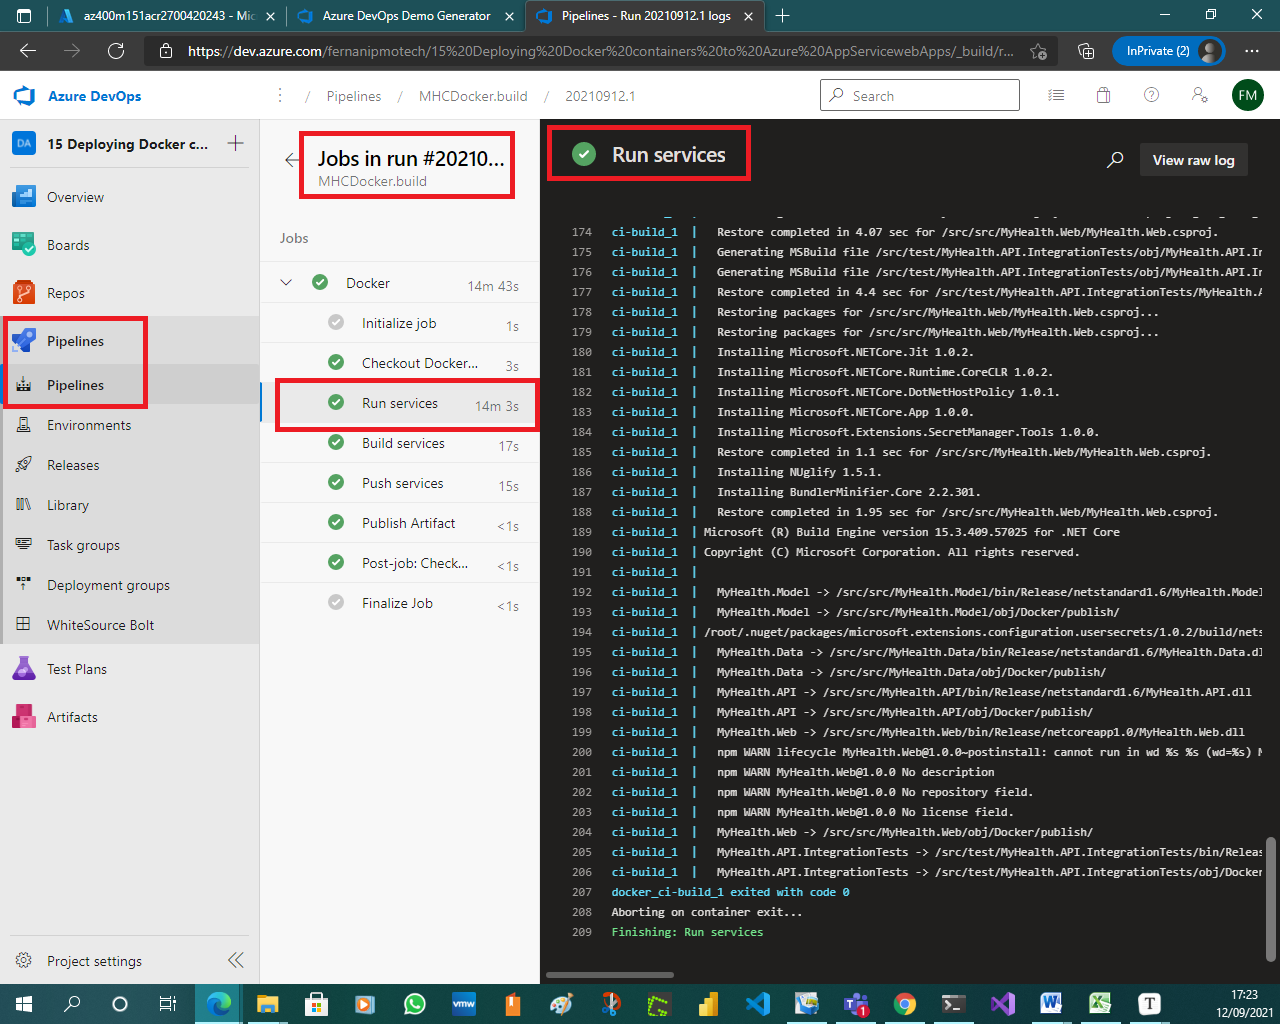 az400m151acr2700420243 - Mic
Azure DevOps Demo Generator
Pipelines - Run 20210912.1 logs
https://dev.azure.com/fernanipmotech/15%20Deploying%20Docker%20containers%20to%20Azure%20AppServicewebApps/_build/r...
InPrivate (2)
Azure DevOps
/ Pipelines / MHCDocker.build / 20210912.1
Search
FM
DA
15 Deploying Docker c...
Overview
Boards
Repos
Pipelines
Pipelines
Environments
Releases
Library
Task groups
Deployment groups
WhiteSource Bolt
Test Plans
Artifacts
Project settings
Jobs in run #20210...
MHCDocker.build
Jobs
Docker 14m 43s
Initialize job 1s
Checkout Docker... 3s
Run services 14m 3s
Build services 17s
Push services 15s
Publish Artifact <1s
Post-job: Check... <1s
Finalize Job <1s
Run services
View raw log
174 ci-build_1 | Restore completed in 4.07 sec for /src/src/MyHealth.Web/MyHealth.Web.csproj.
175 ci-build_1 | Generating MSBuild file /src/test/MyHealth.API.IntegrationTests/obj/MyHealth.API.In
176 ci-build_1 | Generating MSBuild file /src/test/MyHealth.API.IntegrationTests/obj/MyHealth.API.In
177 ci-build_1 | Restore completed in 4.4 sec for /src/test/MyHealth.API.IntegrationTests/MyHealth.A
178 ci-build_1 | Restoring packages for /src/src/MyHealth.Web/MyHealth.Web.csproj...
179 ci-build_1 | Restoring packages for /src/src/MyHealth.Web/MyHealth.Web.csproj...
180 ci-build_1 | Installing Microsoft.NETCore.Jit 1.0.2.
181 ci-build_1 | Installing Microsoft.NETCore.Runtime.CoreCLR 1.0.2.
182 ci-build_1 | Installing Microsoft.NETCore.DotNetHostPolicy 1.0.1.
183 ci-build_1 | Installing Microsoft.NETCore.App 1.0.0.
184 ci-build_1 | Installing Microsoft.Extensions.SecretManager.Tools 1.0.0.
185 ci-build_1 | Restore completed in 1.1 sec for /src/src/MyHealth.Web/MyHealth.Web.csproj.
186 ci-build_1 | Installing NUglify 1.5.1.
187 ci-build_1 | Installing BundlerMinifier.Core 2.2.301.
188 ci-build_1 | Restore completed in 1.95 sec for /src/src/MyHealth.Web/MyHealth.Web.csproj.
189 ci-build_1 | Microsoft (R) Build Engine version 15.3.409.57025 for .NET Core
190 ci-build_1 | Copyright (C) Microsoft Corporation. All rights reserved.
191 ci-build_1 |
192 ci-build_1 | MyHealth.Model -> /src/src/MyHealth.Model/bin/Release/netstandard1.6/MyHealth.Model
193 ci-build_1 | MyHealth.Model -> /src/src/MyHealth.Model/obj/Docker/publish/
194 ci-build_1 | /root/.nuget/packages/microsoft.extensions.configuration.usersecrets/1.0.2/build/nets
195 ci-build_1 | MyHealth.Data -> /src/src/MyHealth.Data/bin/Release/netstandard1.6/MyHealth.Data.dl
196 ci-build_1 | MyHealth.Data -> /src/src/MyHealth.Data/obj/Docker/publish/
197 ci-build_1 | MyHealth.API -> /src/src/MyHealth.API/bin/Release/netstandard1.6/MyHealth.API.dll
198 ci-build_1 | MyHealth.API -> /src/src/MyHealth.API/obj/Docker/publish/
199 ci-build_1 | MyHealth.Web -> /src/src/MyHealth.Web/bin/Release/netcoreapp1.0/MyHealth.Web.dll
200 ci-build_1 | npm WARN lifecycle MyHealth.Web@1.0.0~postinstall: cannot run in wd %s %s (wd=%s) M
201 ci-build_1 | npm WARN MyHealth.Web@1.0.0 No description
202 ci-build_1 | npm WARN MyHealth.Web@1.0.0 No repository field.
203 ci-build_1 | npm WARN MyHealth.Web@1.0.0 No license field.
204 ci-build_1 | MyHealth.Web -> /src/src/MyHealth.Web/obj/Docker/publish/
205 ci-build_1 | MyHealth.API.IntegrationTests -> /src/test/MyHealth.API.IntegrationTests/bin/Releas
206 ci-build_1 | MyHealth.API.IntegrationTests -> /src/test/MyHealth.API.IntegrationTests/obj/Docker
207 docker_ci-build_1 exited with code 0
208 Aborting on container exit...
209 Finishing: Run services
vmw
1
T
17:23
12/09/2021